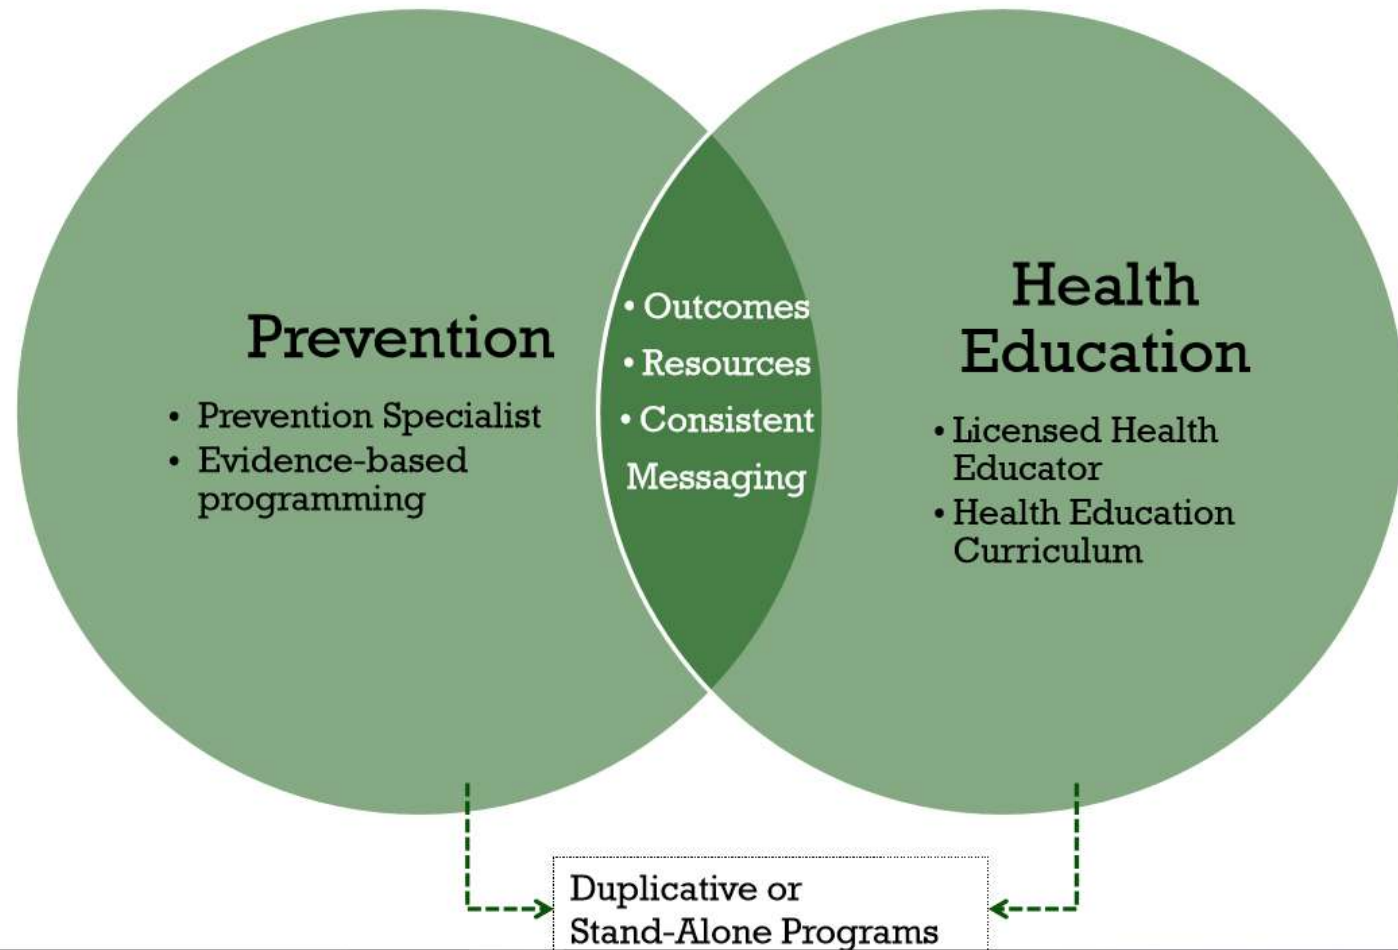 Prevention
• Prevention Specialist
• Evidence-based
programming
• Outcomes
• Resources
• Consistent
Messaging
Health
Education
• Licensed Health
Educator
• Health Education
Curriculum
Duplicative or
Stand-Alone Programs